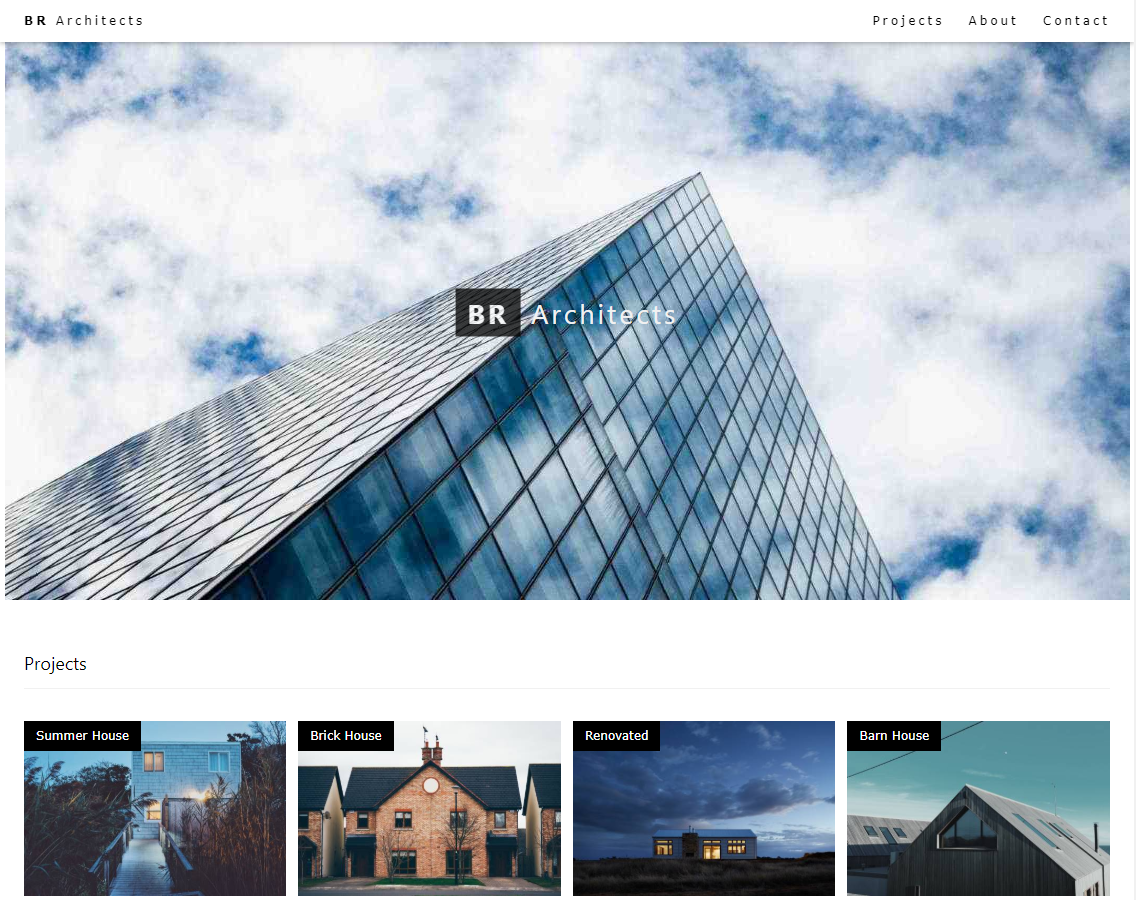 BR Architects
Projects About Contact
BR Architects
Projects
Summer House
Brick House
Renovated
Barn House